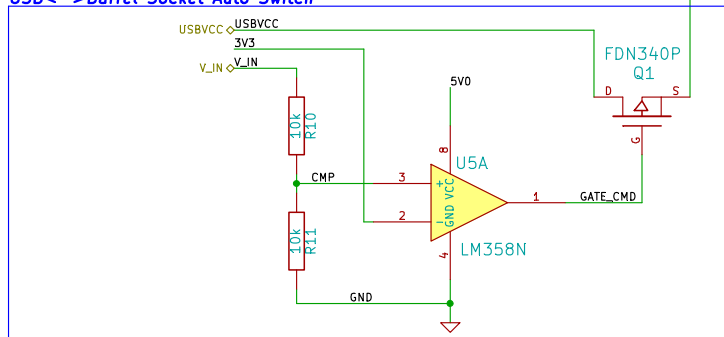 USB<-->Barrel Socket Auto Switch
USBVCC USBVCC
3V3
V_IN V_IN
FDN340P
Q1
D S
G
5V0
10k R10
8
U5A
CMP 3 + VCC
1 GATE_CMD
2 - GND
10k R11
4
LM358N
GND